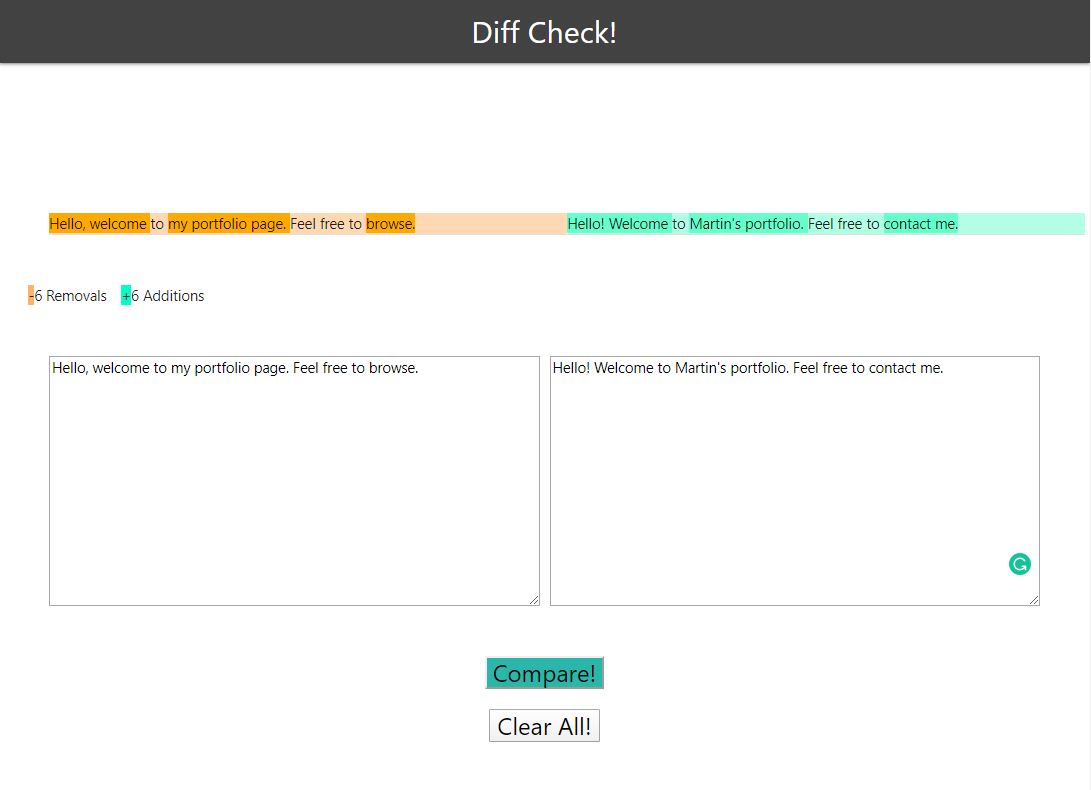 Diff Check!
Hello, welcome to my portfolio page. Feel free to browse.
Hello! Welcome to Martin's portfolio. Feel free to contact me.
-6 Removals +6 Additions
Hello, welcome to my portfolio page. Feel free to browse.
Hello! Welcome to Martin's portfolio. Feel free to contact me.
Compare!
Clear All!